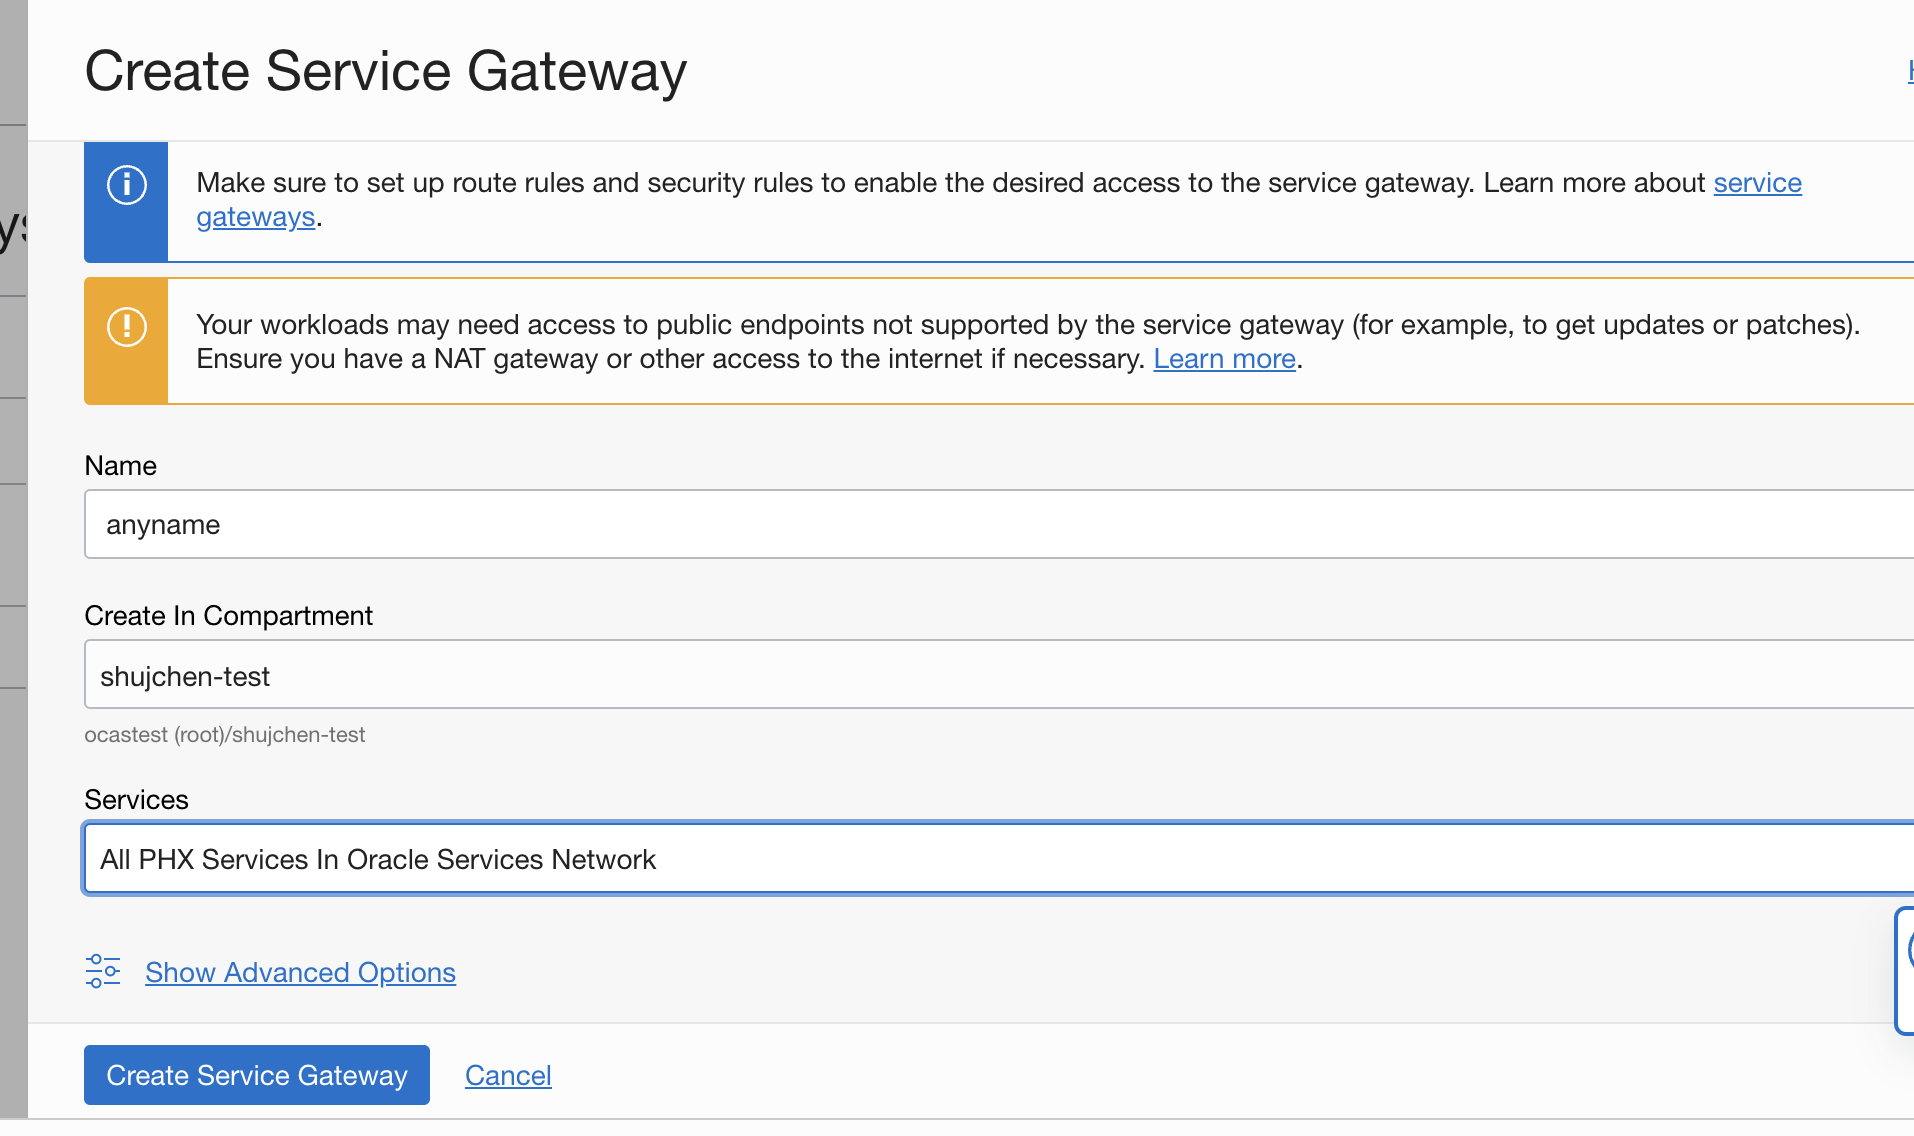 Create Service Gateway
Make sure to set up route rules and security rules to enable the desired access to the service gateway. Learn more about service
gateways.
Your workloads may need access to public endpoints not supported by the service gateway (for example, to get updates or patches).
Ensure you have a NAT gateway or other access to the internet if necessary. Learn more.
Name
anyname
Create In Compartment
shujchen-test
ocastest (root)/shujchen-test
Services
All PHX Services In Oracle Services Network
Show Advanced Options
Create Service Gateway Cancel